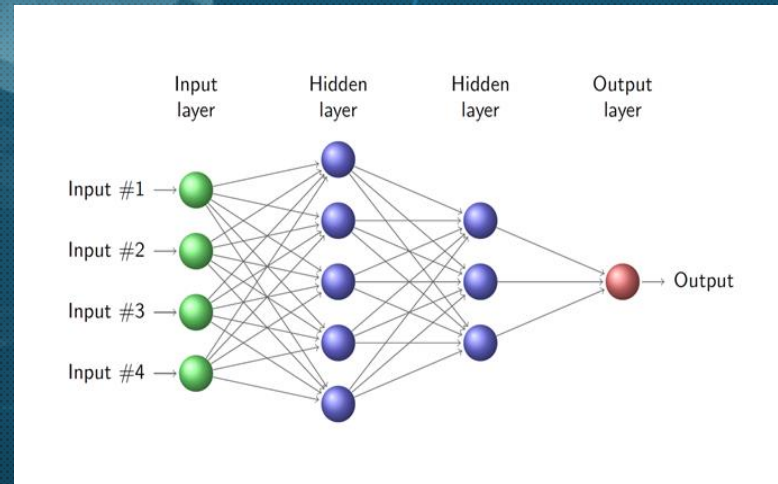 Input
layer
Hidden
layer
Hidden
layer
Output
layer
Input #1
Input #2
Input #3
Input #4
Output